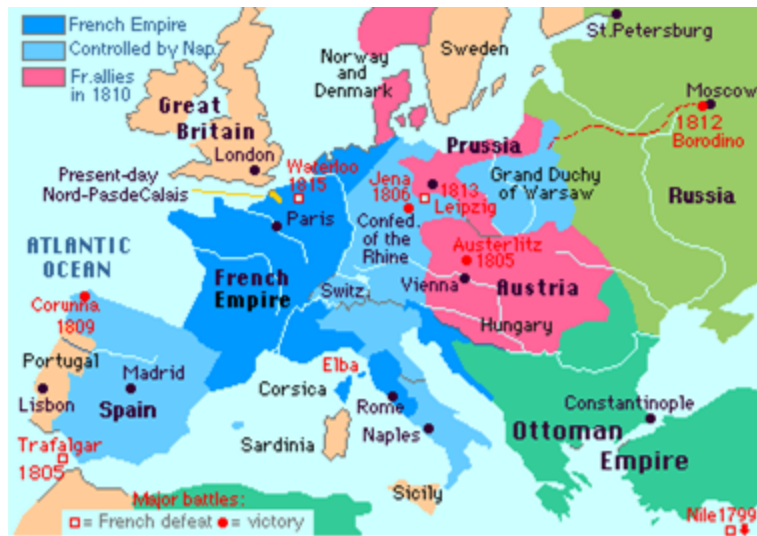 French Empire
Controlled by Nap.
Fr.allies
in 1810
St.Petersburg
Norway
and
Denmark
Sweden
Moscow
1812
Borodino
Great
Britain
London
Prussia
Waterloo
1815
Present-day
Nord-PasdeCalais
Jena
1806
1813
Leipzig
Grand Duchy
of Warsaw
Russia
Paris
Confed.
of the
Rhine
ATLANTIC
OCEAN
Austerlitz
1805
French
Empire
Switz.
Vienna
Austria
Corunna
1809
Hungary
Portugal
Madrid
Elba
Corsica
Lisbon
Spain
Rome
Constantinople
Naples
Ottoman
Empire
Sardinia
Trafalgar
1805
Sicily
Major battles:
= French defeat = victory
Nile1799